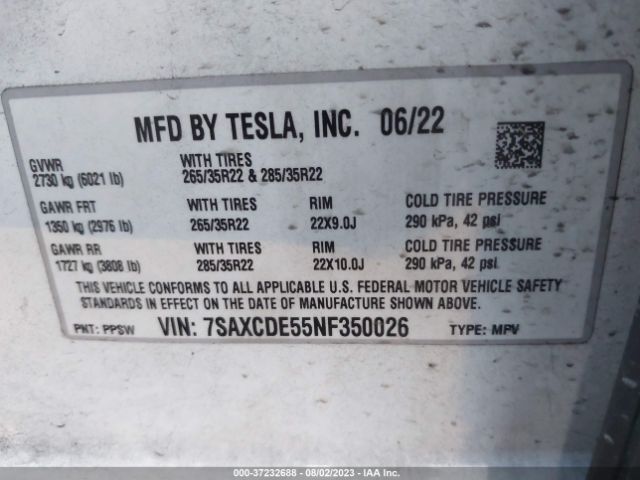 MFD BY TESLA, INC. 06/22
GVWR WITH TIRES
2730 kg (6021 lb) 265/35R22 & 285/35R22
GAWR FRT WITH TIRES RIM COLD TIRE PRESSURE
1350 kg (2976 lb) 265/35R22 22X9.0J 290 kPa, 42 psi
GAWR RR WITH TIRES RIM COLD TIRE PRESSURE
1727 kg (3808 lb) 285/35R22 22X10.0J 290 kPa, 42 psi
THIS VEHICLE CONFORMS TO ALL APPLICABLE U.S. FEDERAL MOTOR VEHICLE SAFETY
STANDARDS IN EFFECT ON THE DATE OF MANUFACTURE SHOWN ABOVE.
PNT: PPSW VIN: 7SAXCDE55NF350026 TYPE: MPV
000-37232688 - 08/02/2023 - IAA Inc.